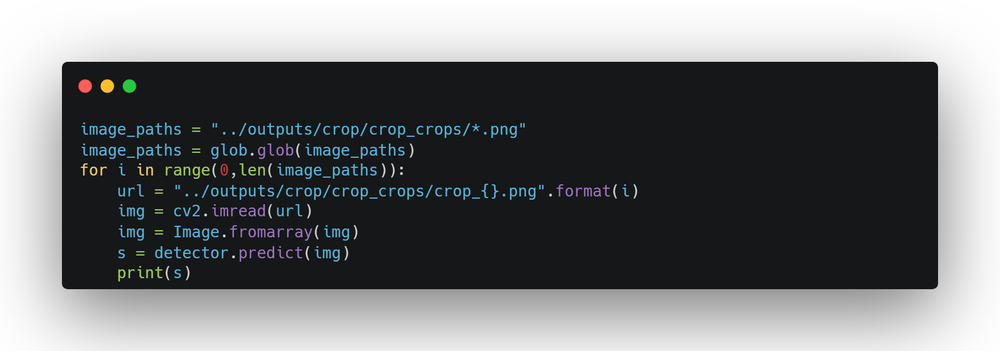 image_paths = "../outputs/crop/crop_crops/*.png"
image_paths = glob.glob(image_paths)
for i in range(0,len(image_paths)):
    url = "../outputs/crop/crop_crops/crop_{}.png".format(i)
    img = cv2.imread(url)
    img = Image.fromarray(img)
    s = detector.predict(img)
    print(s)